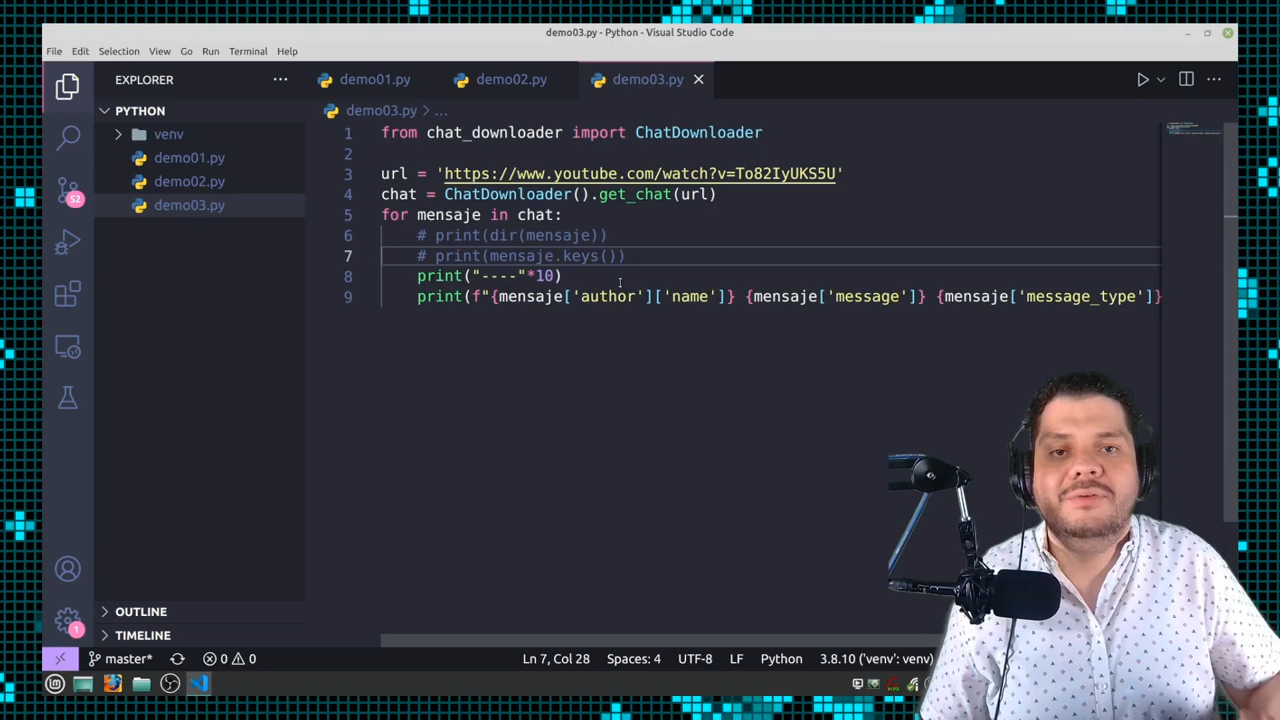 demo03.py - Python - Visual Studio Code
File Edit Selection View Go Run Terminal Help
EXPLORER
demo01.py
demo02.py
demo03.py
PYTHON
demo03.py > ...
venv
demo01.py
demo02.py
demo03.py
52
1 from chat_downloader import ChatDownloader
2
3 url = 'https://www.youtube.com/watch?v=To82IyUKS5U'
4 chat = ChatDownloader().get_chat(url)
5 for mensaje in chat:
6 # print(dir(mensaje))
7 # print(mensaje.keys())
8 print("----"*10)
9 print(f"{mensaje['author']['name']} {mensaje['message']} {mensaje['message_type']}
OUTLINE
TIMELINE
1
master* 0 0 Ln 7, Col 28 Spaces: 4 UTF-8 LF Python 3.8.10 ('venv': venv)